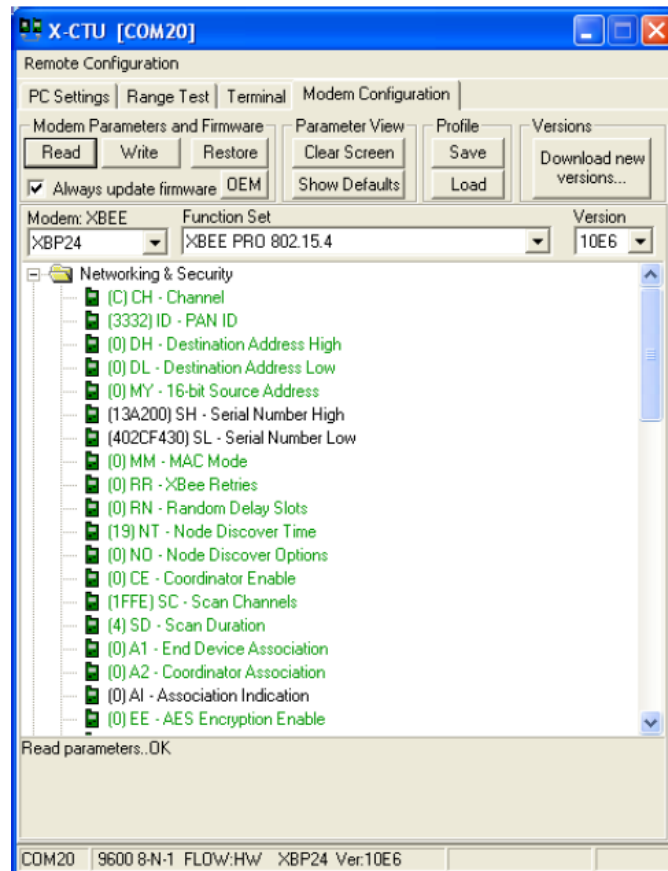 X-CTU [COM20]
Remote Configuration
PC Settings Range Test Terminal Modem Configuration
Modem Parameters and Firmware Parameter View Profile Versions
Read Write Restore Clear Screen Save Download new versions...
Always update firmware OEM Show Defaults Load
Modem: XBEE Function Set Version
XBP24 XBEE PRO 802.15.4 10E6
Networking & Security
(C) CH - Channel
(3332) ID - PAN ID
(0) DH - Destination Address High
(0) DL - Destination Address Low
(0) MY - 16-bit Source Address
(13A200) SH - Serial Number High
(402CF430) SL - Serial Number Low
(0) MM - MAC Mode
(0) RR - XBee Retries
(0) RN - Random Delay Slots
(19) NT - Node Discover Time
(0) NO - Node Discover Options
(0) CE - Coordinator Enable
(1FFE) SC - Scan Channels
(4) SD - Scan Duration
(0) A1 - End Device Association
(0) A2 - Coordinator Association
(0) AI - Association Indication
(0) EE - AES Encryption Enable
Read parameters..OK
COM20 9600 8-N-1 FLOW:HW XBP24 Ver:10E6